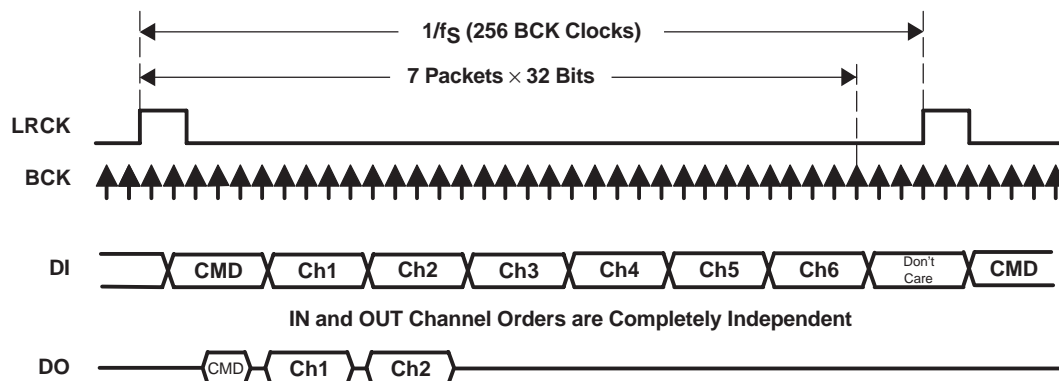 1/fS (256 BCK Clocks)
7 Packets × 32 Bits
LRCK
BCK
DI CMD Ch1 Ch2 Ch3 Ch4 Ch5 Ch6 Don't Care CMD
IN and OUT Channel Orders are Completely Independent
DO CMD Ch1 Ch2